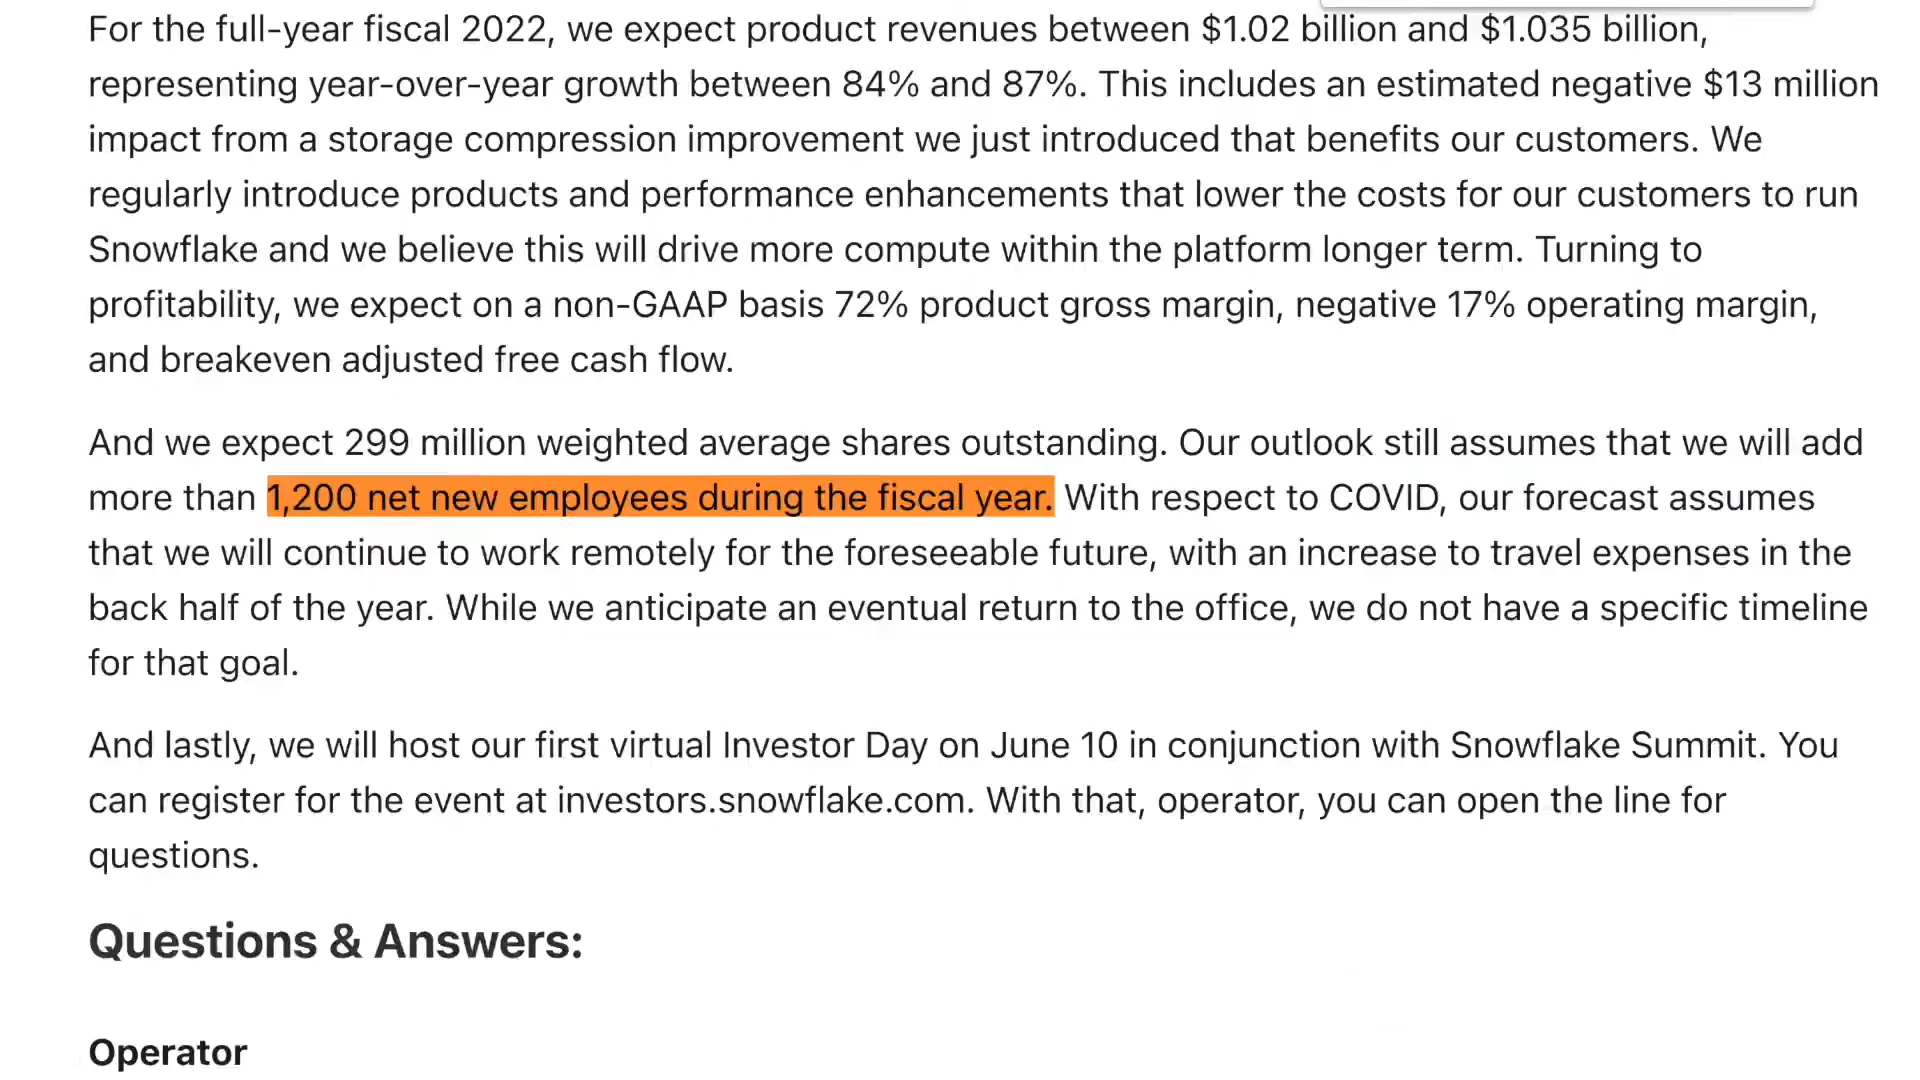 For the full-year fiscal 2022, we expect product revenues between $1.02 billion and $1.035 billion,
representing year-over-year growth between 84% and 87%. This includes an estimated negative $13 million
impact from a storage compression improvement we just introduced that benefits our customers. We
regularly introduce products and performance enhancements that lower the costs for our customers to run
Snowflake and we believe this will drive more compute within the platform longer term. Turning to
profitability, we expect on a non-GAAP basis 72% product gross margin, negative 17% operating margin,
and breakeven adjusted free cash flow.
And we expect 299 million weighted average shares outstanding. Our outlook still assumes that we will add
more than 1,200 net new employees during the fiscal year. With respect to COVID, our forecast assumes
that we will continue to work remotely for the foreseeable future, with an increase to travel expenses in the
back half of the year. While we anticipate an eventual return to the office, we do not have a specific timeline
for that goal.
And lastly, we will host our first virtual Investor Day on June 10 in conjunction with Snowflake Summit. You
can register for the event at investors.snowflake.com. With that, operator, you can open the line for
questions.
Questions & Answers:
Operator